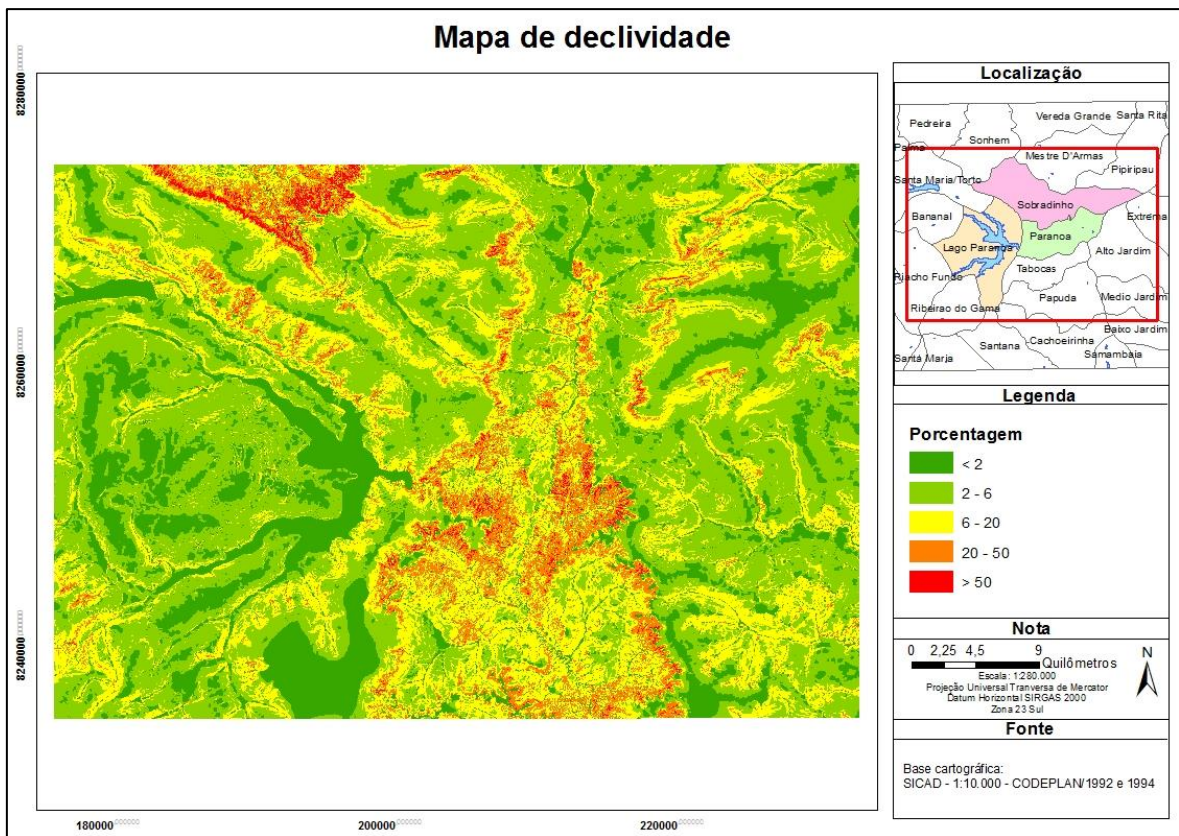 Mapa de declividade
8280000
8260000
8240000
180000
200000
220000
Localização
Pedreira
Sonhem
Vereda Grande
Santa Rita
Palma
Mestre D'Armas
Pipiripau
Santa Maria/Torto
Sobradinho
Bananal
Extrema
Paranoa
Lago Paranoa
Alto Jardim
Riacho Fundo
Tabocas
Papuda
Medio Jardim
Ribeirao do Gama
Baixo Jardim
Santana
Cachoeirinha
Santa Maria
Samambaia
Legenda
Porcentagem
< 2
2 - 6
6 - 20
20 - 50
> 50
Nota
0 2,25 4,5 9
Quilômetros
N
Escala: 1:280.000
Projeção Universal Tranversa de Mercator
Datum Horizontal SIRGAS 2000
Zona 23 Sul
Fonte
Base cartográfica:
SICAD - 1:10.000 - CODEPLAN/1992 e 1994